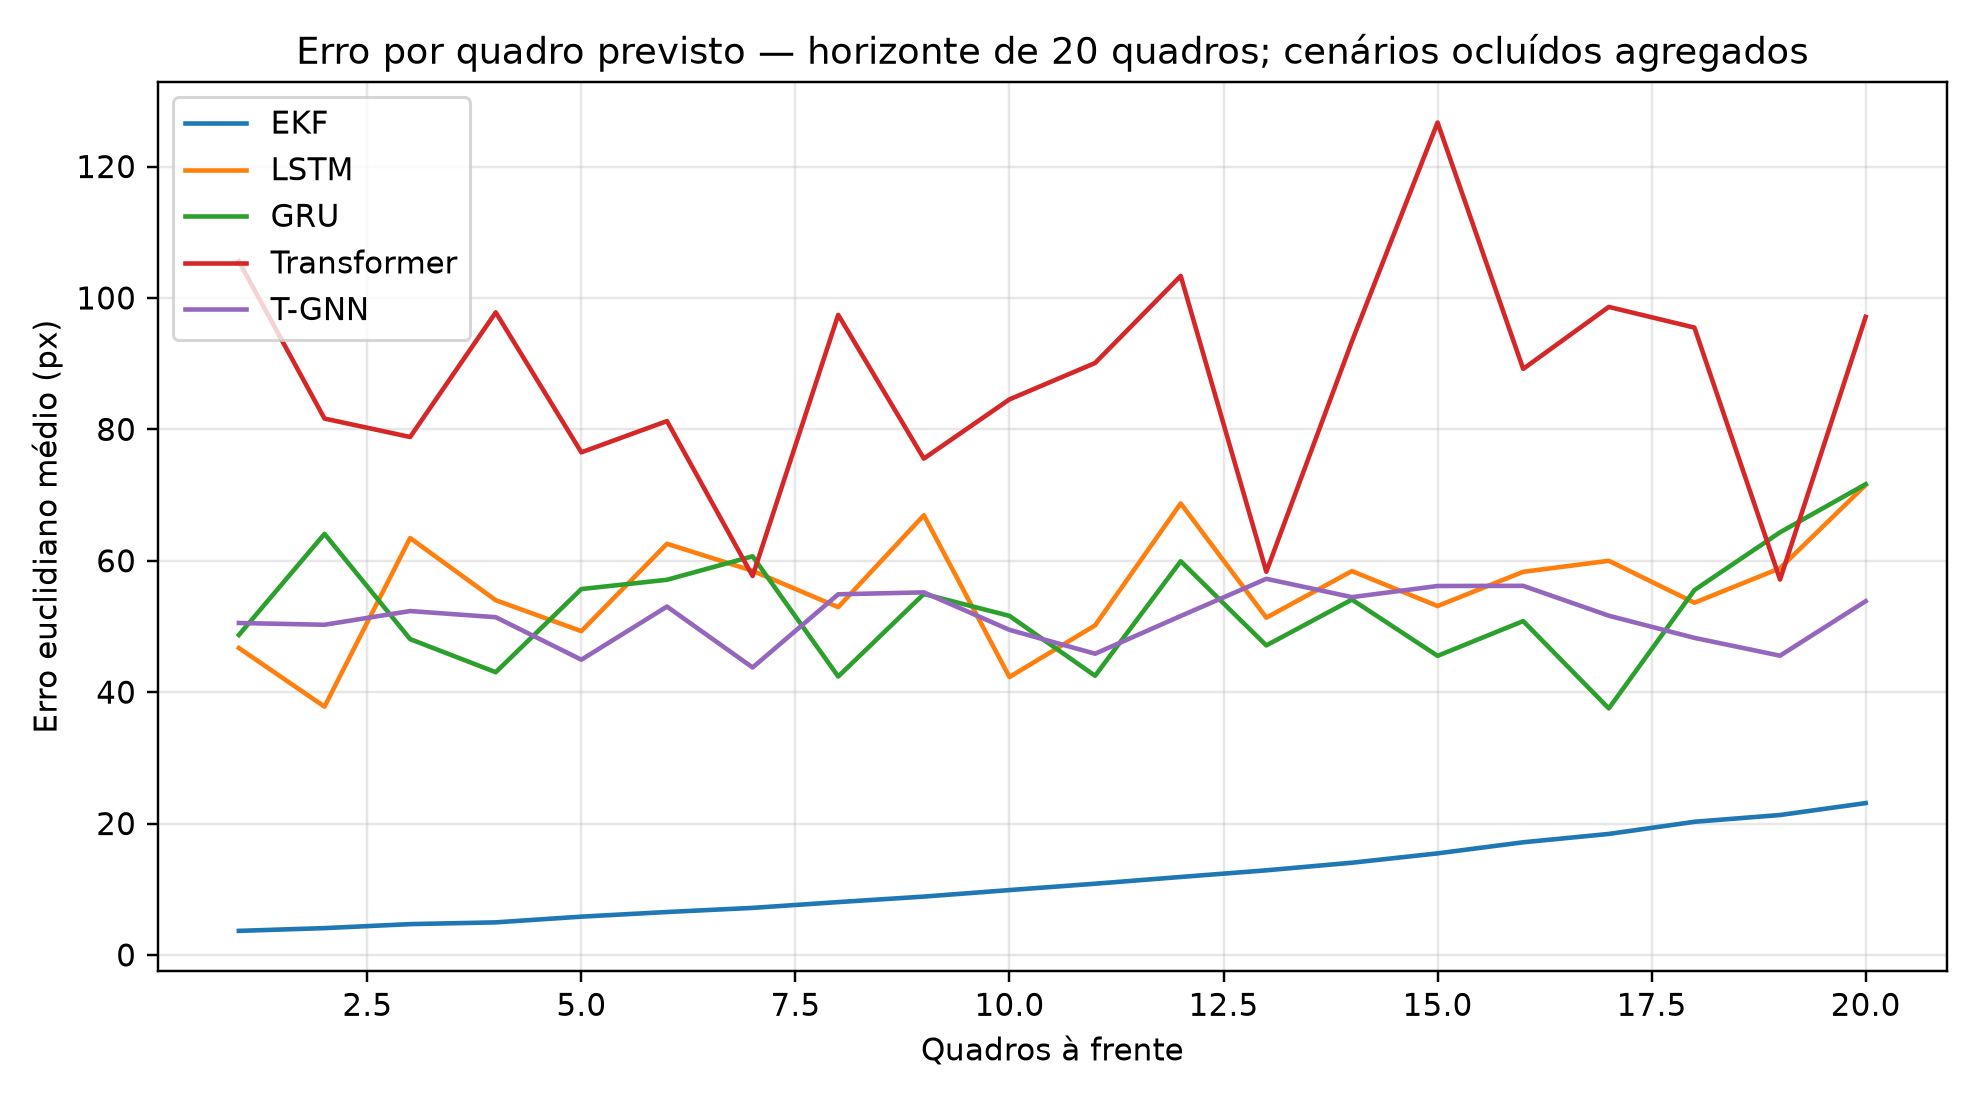 Erro por quadro previsto — horizonte de 20 quadros; cenários ocluídos agregados
EKF
LSTM
GRU
Transformer
T-GNN
Erro euclidiano médio (px)
120
100
80
60
40
20
0
2.5 5.0 7.5 10.0 12.5 15.0 17.5 20.0
Quadros à frente